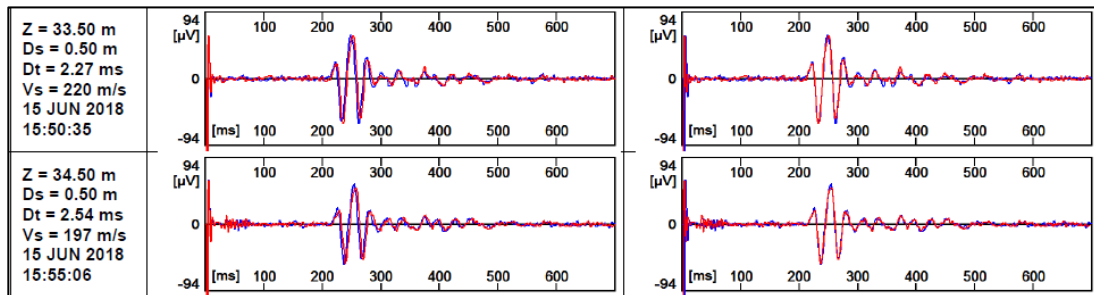 Z = 33.50 m
Ds = 0.50 m
Dt = 2.27 ms
Vs = 220 m/s
15 JUN 2018
15:50:35
94
[µV]
0
-94
100 200 300 400 500 600
[ms] 100 200 300 400 500 600
94
[µV]
0
-94
100 200 300 400 500 600
[ms] 100 200 300 400 500 600
Z = 34.50 m
Ds = 0.50 m
Dt = 2.54 ms
Vs = 197 m/s
15 JUN 2018
15:55:06
94
[µV]
0
-94
100 200 300 400 500 600
[ms] 100 200 300 400 500 600
94
[µV]
0
-94
100 200 300 400 500 600
[ms] 100 200 300 400 500 600